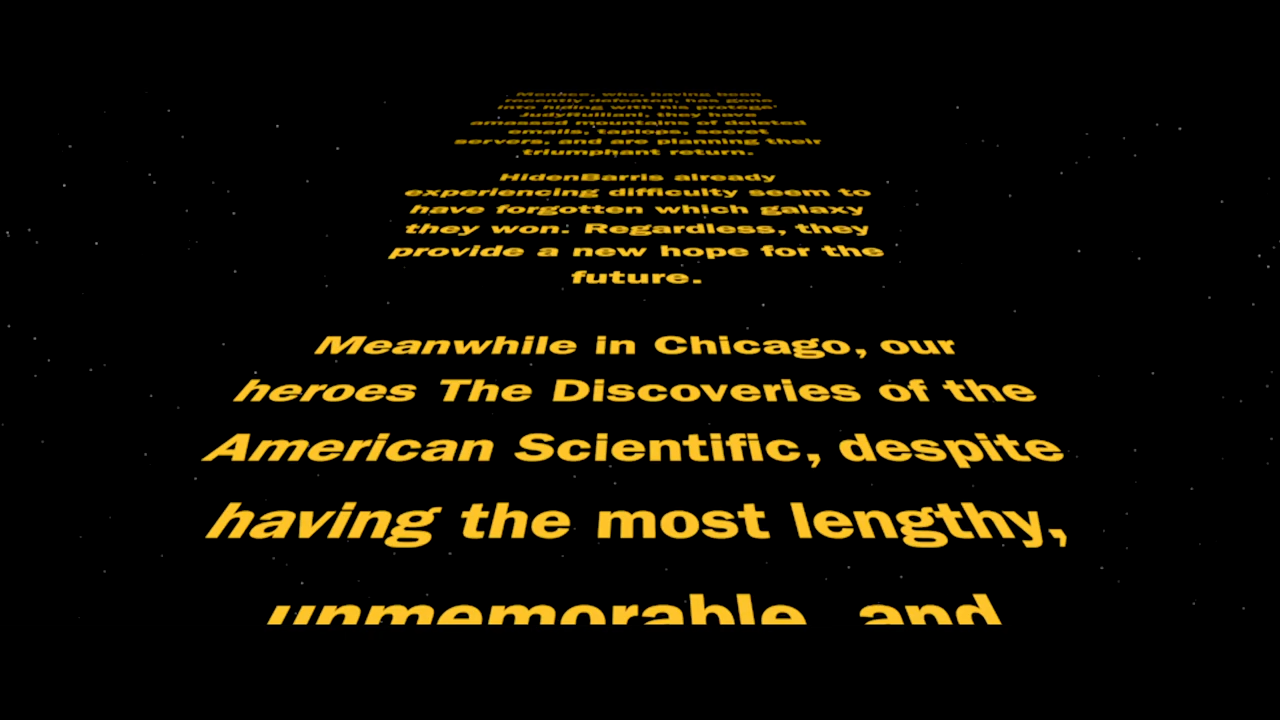 Menkee, who, having been
recently defeated, has gone
into hiding with his protege'
JudyRulliani, they have
amassed mountains of deleted
emails, taplops, secret
servers, and are planning their
triumphant return.
HidenBarris already
experiencing difficulty seem to
have forgotten which galaxy
they won. Regardless, they
provide a new hope for the
future.
Meanwhile in Chicago, our
heroes The Discoveries of the
American Scientific, despite
having the most lengthy,
unmemorable, and